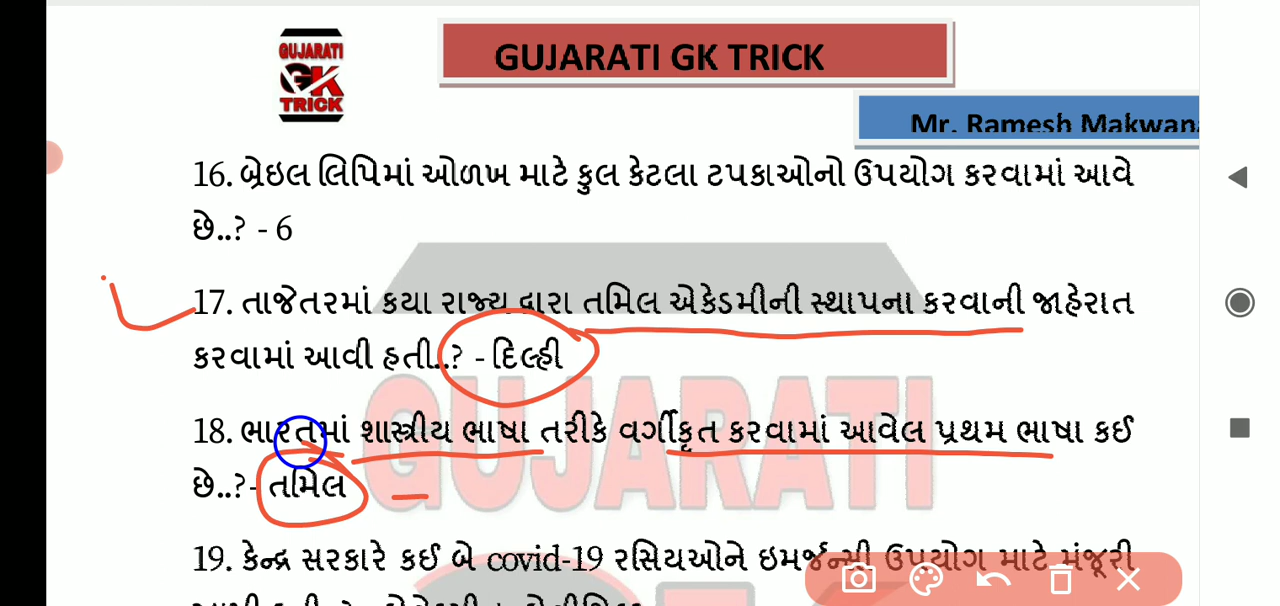 GUJARATI
GK
TRICK
GUJARATI GK TRICK
Mr. Ramesh Makwana
16. બ્રેઇલ લિપિમાં ઓળખ માટે કુલ કેટલા ટપકાઓનો ઉપયોગ કરવામાં આવે
છે..? - 6
17. તાજેતરમાં કયા રાજ્ય દ્વારા તમિલ એકેડમીની સ્થાપના કરવાની જાહેરાત
કરવામાં આવી હતી..? - દિલ્હી
GUJARATI
18. ભારતમાં શાસ્ત્રીય ભાષા તરીકે વર્ગીકૃત કરવામાં આવેલ પ્રથમ ભાષા કઈ
છે..?- તમિલ
19. કેન્દ્ર સરકારે કઈ બે covid-19 રસિયઓને ઇમર્જન્સી ઉપયોગ માટે મંજૂરી